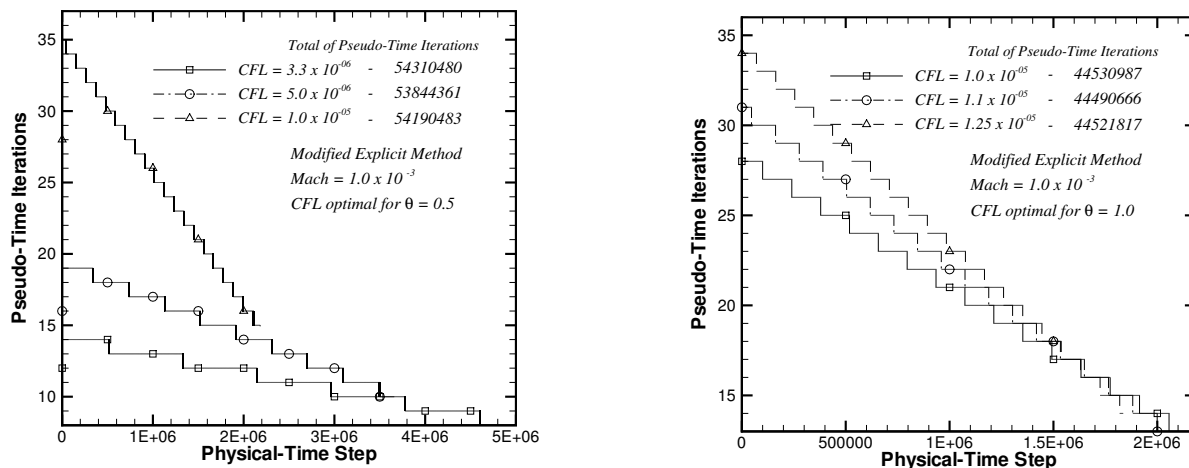 Pseudo-Time Iterations
35
30
25
20
15
10
Total of Pseudo-Time Iterations
CFL = 3.3 x 10⁻⁰⁶ - 54310480
CFL = 5.0 x 10⁻⁰⁶ - 53844361
CFL = 1.0 x 10⁻⁰⁵ - 54190483
Modified Explicit Method
Mach = 1.0 x 10⁻³
CFL optimal for θ = 0.5
0 1E+06 2E+06 3E+06 4E+06 5E+06
Physical-Time Step
Pseudo-Time Iterations
35
30
25
20
15
Total of Pseudo-Time Iterations
CFL = 1.0 x 10⁻⁰⁵ - 44530987
CFL = 1.1 x 10⁻⁰⁵ - 44490666
CFL = 1.25 x 10⁻⁰⁵ - 44521817
Modified Explicit Method
Mach = 1.0 x 10⁻³
CFL optimal for θ = 1.0
0 500000 1E+06 1.5E+06 2E+06
Physical-Time Step